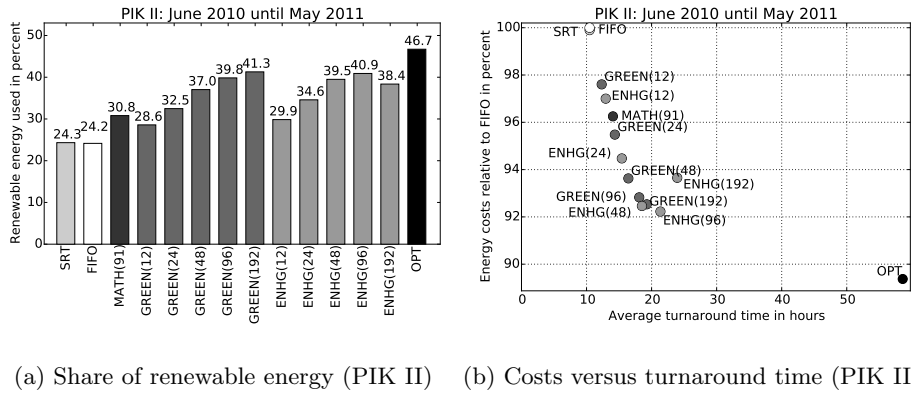 PIK II: June 2010 until May 2011
Renewable energy used in percent
50
40
30
20
10
0
24.3
24.2
30.8
28.6
32.5
37.0
39.8
41.3
29.9
34.6
39.5
40.9
38.4
46.7
SRT
FIFO
MATH(91)
GREEN(12)
GREEN(24)
GREEN(48)
GREEN(96)
GREEN(192)
ENHG(12)
ENHG(24)
ENHG(48)
ENHG(96)
ENHG(192)
OPT
(a) Share of renewable energy (PIK II)
PIK II: June 2010 until May 2011
Energy costs relative to FIFO in percent
100
98
96
94
92
90
SRT
FIFO
GREEN(12)
ENHG(12)
MATH(91)
GREEN(24)
ENHG(24)
GREEN(48)
ENHG(192)
GREEN(96)
GREEN(192)
ENHG(48)
ENHG(96)
OPT
0 10 20 30 40 50
Average turnaround time in hours
(b) Costs versus turnaround time (PIK II